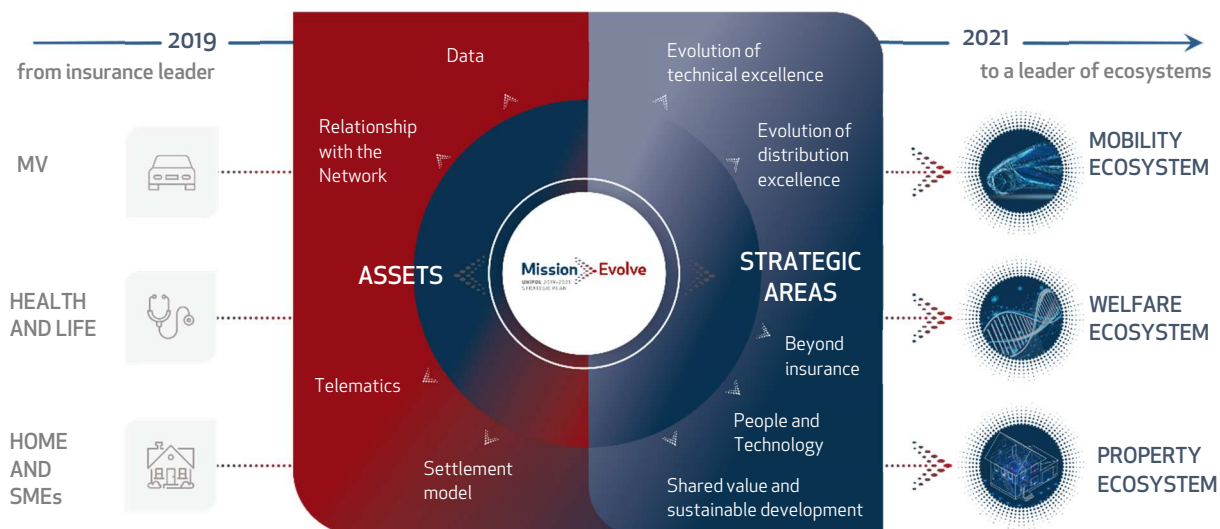 2019
from insurance leader
MV
HEALTH
AND LIFE
HOME
AND
SMEs
Data
Relationship
with the
Network
ASSETS
Telematics
Settlement
model
Mission Evolve
UNIPOL 2019-2021
STRATEGIC PLAN
Evolution of
technical excellence
Evolution of
distribution
excellence
STRATEGIC
AREAS
Beyond
insurance
People and
Technology
Shared value and
sustainable development
2021
to a leader of ecosystems
MOBILITY
ECOSYSTEM
WELFARE
ECOSYSTEM
PROPERTY
ECOSYSTEM